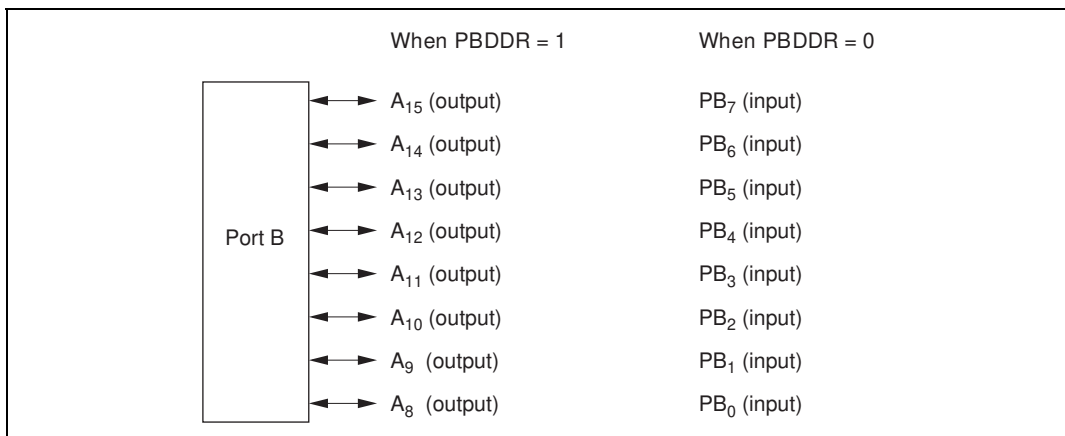 When PBDDR = 1 When PBDDR = 0
A15 (output) PB7 (input)
A14 (output) PB6 (input)
A13 (output) PB5 (input)
Port B A12 (output) PB4 (input)
A11 (output) PB3 (input)
A10 (output) PB2 (input)
A9 (output) PB1 (input)
A8 (output) PB0 (input)